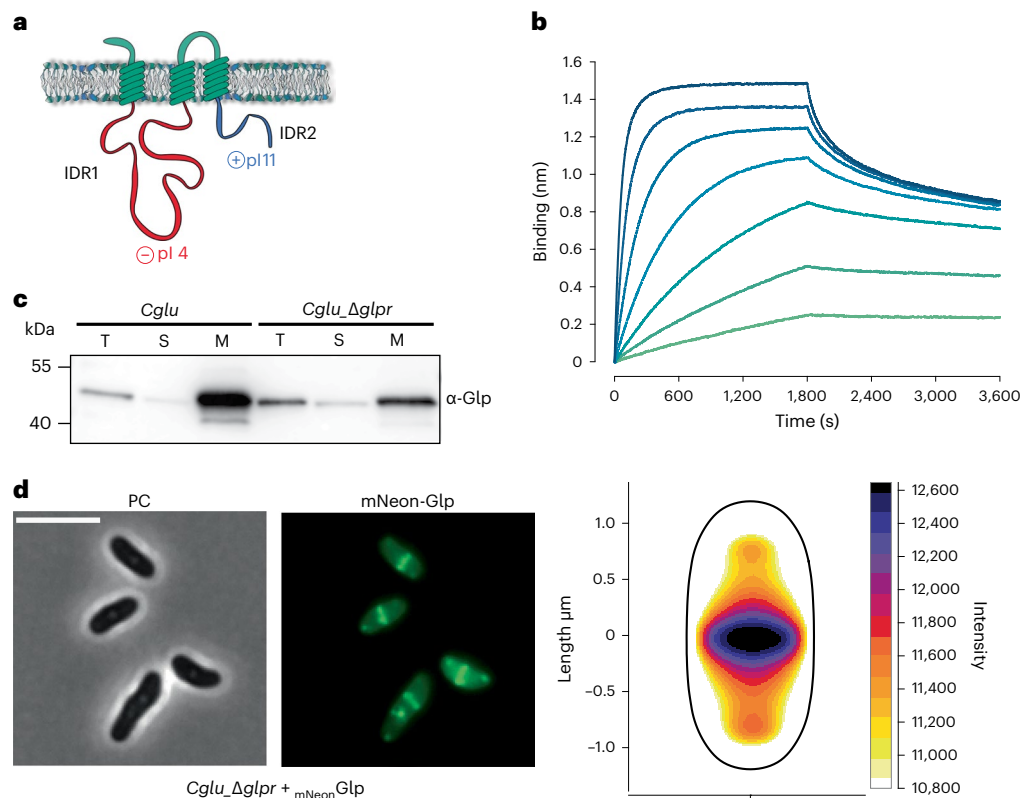 a
IDR1
IDR2
+ pI 11
− pI 4
b
Binding (nm)
1.6
1.4
1.2
1.0
0.8
0.6
0.4
0.2
0
0 600 1,200 1,800 2,400 3,000 3,600
Time (s)
c
Cglu Cglu_Δglpr
kDa
T S M T S M
55
40
α-Glp
d
PC
mNeon-Glp
Cglu_Δglpr + mNeonGlp
Length µm
1.0
0.5
0
−0.5
−1.0
12,600
12,400
12,200
12,000
11,800
11,600
11,400
11,200
11,000
10,800
Intensity